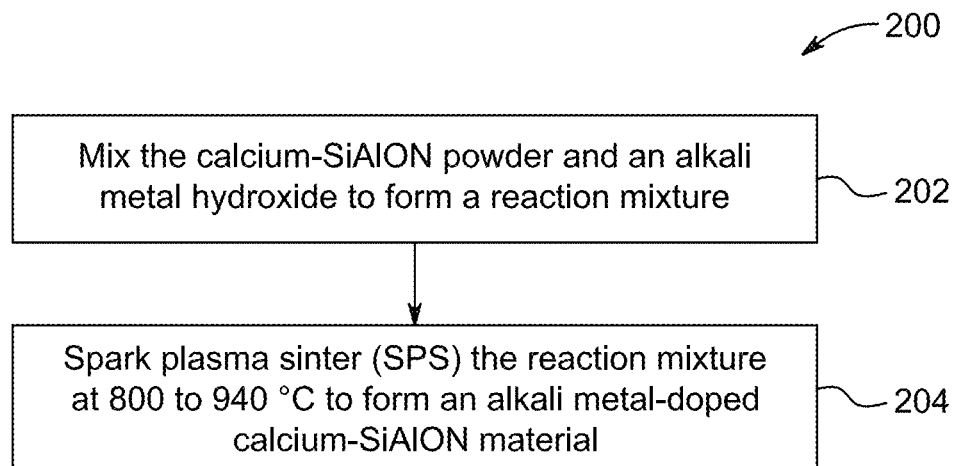 200
Mix the calcium-SiAlON powder and an alkali
metal hydroxide to form a reaction mixture
202
Spark plasma sinter (SPS) the reaction mixture
at 800 to 940 °C to form an alkali metal-doped
calcium-SiAlON material
204